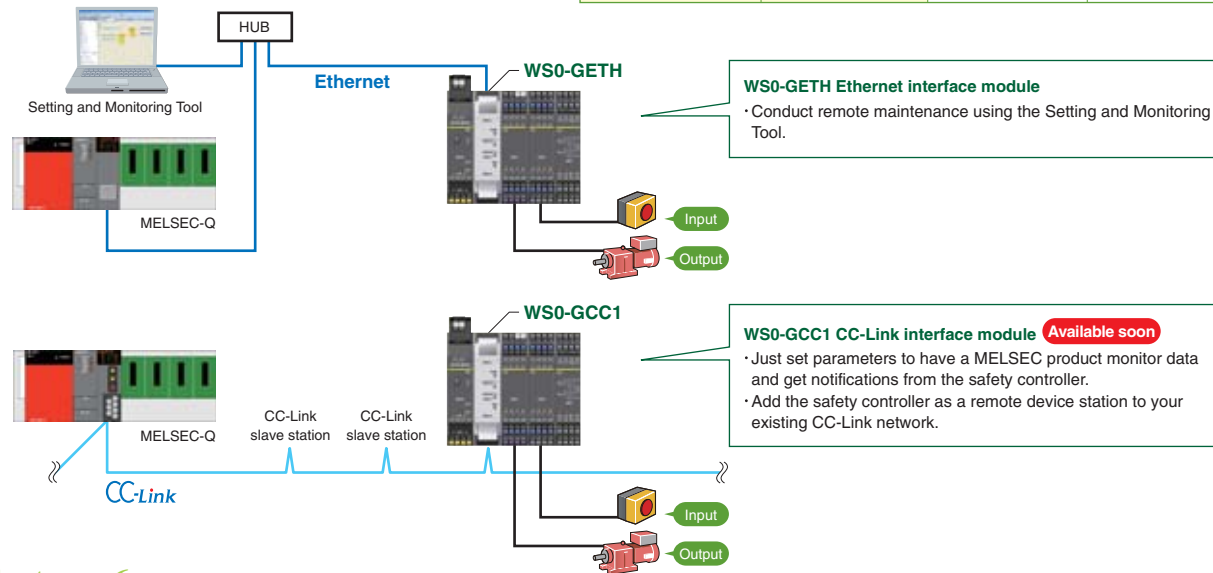 HUB
Ethernet
WS0-GETH
Setting and Monitoring Tool
MELSEC-Q
WS0-GETH Ethernet interface module
・Conduct remote maintenance using the Setting and Monitoring
Tool.
Input
Output
WS0-GCC1
WS0-GCC1 CC-Link interface module Available soon
・Just set parameters to have a MELSEC product monitor data
and get notifications from the safety controller.
・Add the safety controller as a remote device station to your
existing CC-Link network.
MELSEC-Q
CC-Link
slave station
CC-Link
slave station
CC-Link
Input
Output